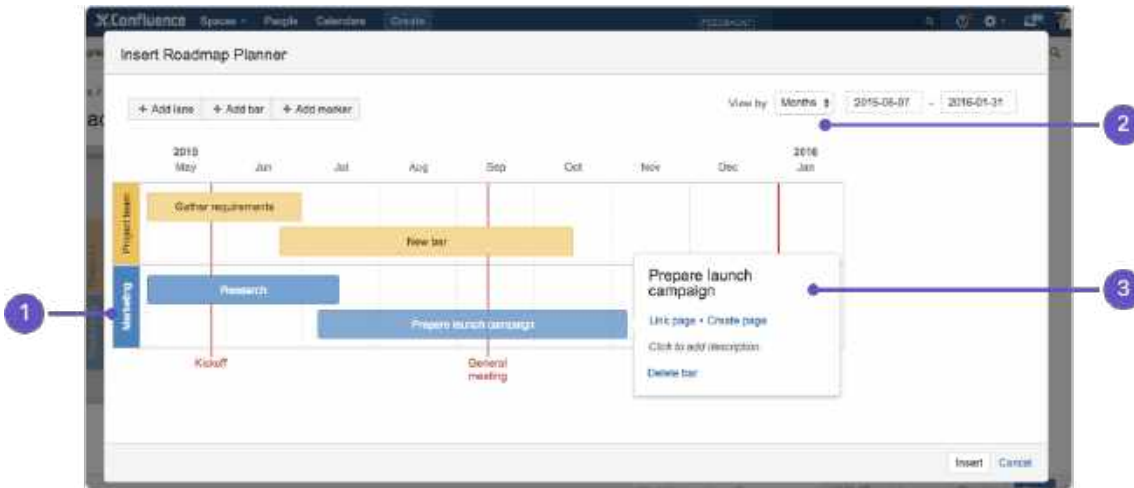 Confluence Spaces People Calendars Create
Insert Roadmap Planner
+ Add lane + Add bar + Add marker
View by Months 2015-05-07 - 2016-01-31
2
2015 2016
May Jun Jul Aug Sep Oct Nov Dec Jan
Project team
Gather requirements
New bar
Marketing
Research
Prepare launch campaign
1
Kickoff
General
meeting
Prepare launch
campaign
3
Link page • Create page
Click to add description
Delete bar
Insert Cancel